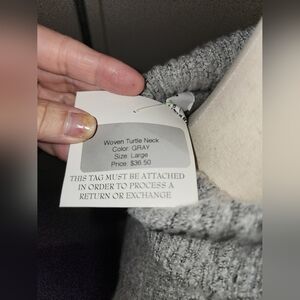 Woven Turtle Neck
Color: GRAY
Size: Large
Price: $36.50
THIS TAG MUST BE ATTACHED
IN ORDER TO PROCESS A
RETURN OR EXCHANGE